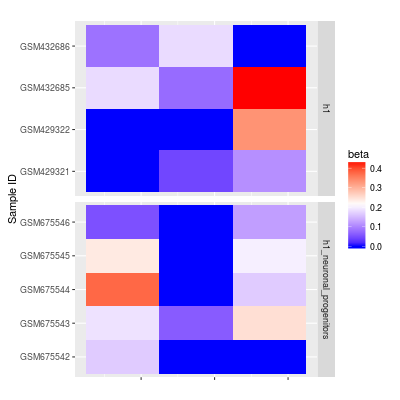 GSM432686
GSM432685
GSM429322
GSM429321
h1
GSM675546
GSM675545
GSM675544
GSM675543
GSM675542
h1_neuronal_progenitors
Sample ID
beta
0.4
0.3
0.2
0.1
0.0